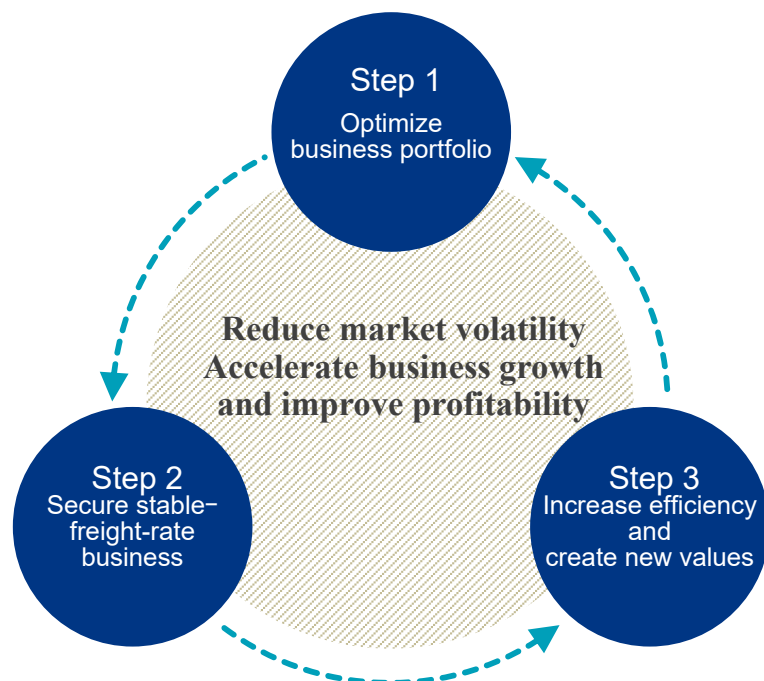 Step 1
Optimize
business portfolio
Reduce market volatility
Accelerate business growth
and improve profitability
Step 2
Secure stable−
freight-rate
business
Step 3
Increase efficiency
and
create new values